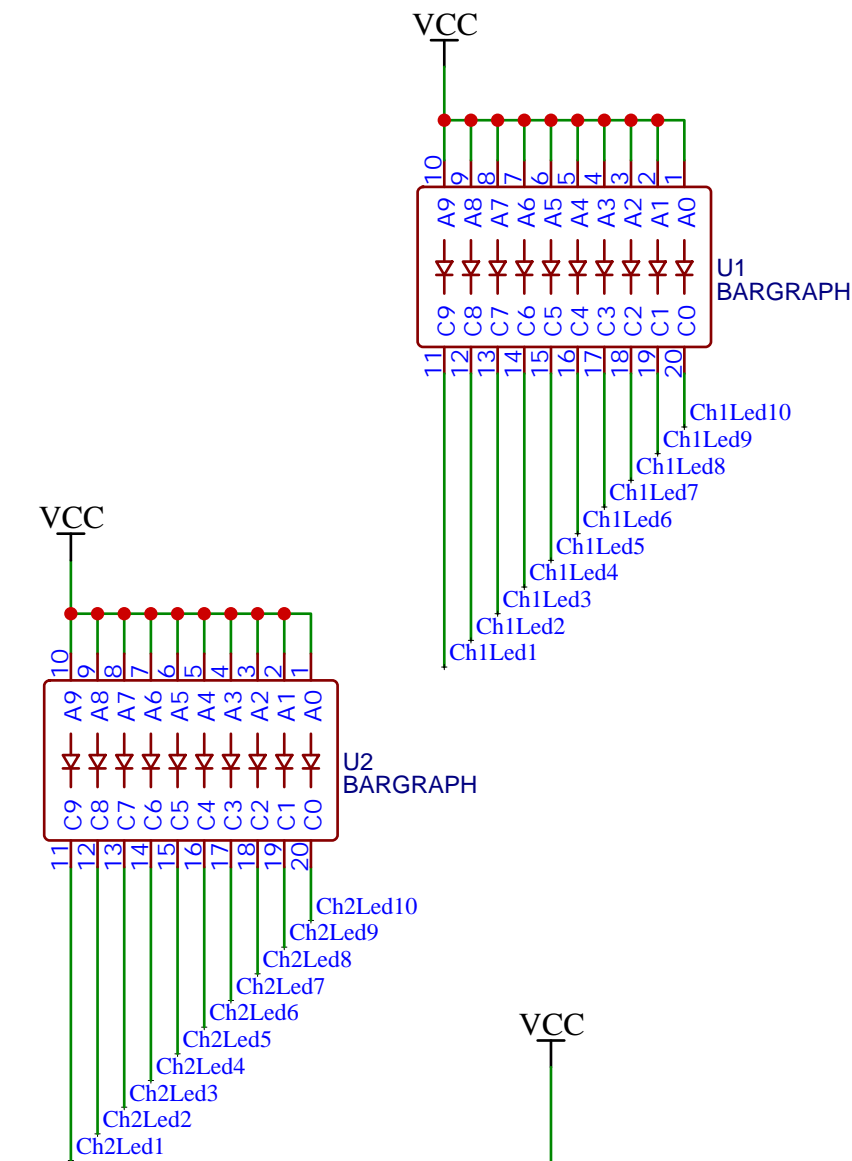 VCC
10 9 8 7 6 5 4 3 2 1
A9 A8 A7 A6 A5 A4 A3 A2 A1 A0
U1
BARGRAPH
C9 C8 C7 C6 C5 C4 C3 C2 C1 C0
11 12 13 14 15 16 17 18 19 20
Ch1Led10
Ch1Led9
Ch1Led8
Ch1Led7
Ch1Led6
Ch1Led5
Ch1Led4
Ch1Led3
Ch1Led2
Ch1Led1
VCC
10 9 8 7 6 5 4 3 2 1
A9 A8 A7 A6 A5 A4 A3 A2 A1 A0
U2
BARGRAPH
C9 C8 C7 C6 C5 C4 C3 C2 C1 C0
11 12 13 14 15 16 17 18 19 20
Ch2Led10
Ch2Led9
Ch2Led8
Ch2Led7
Ch2Led6
Ch2Led5
Ch2Led4
Ch2Led3
Ch2Led2
Ch2Led1
VCC